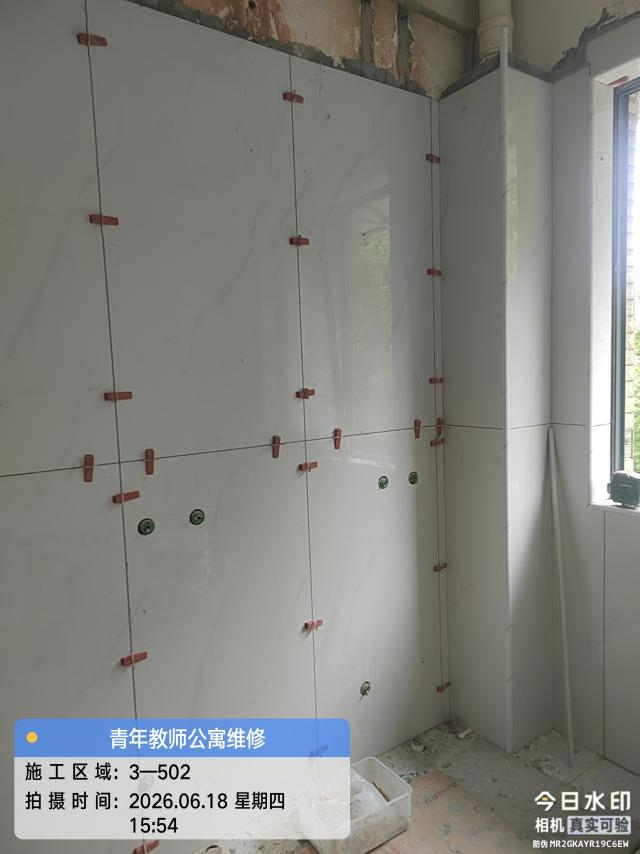 青年教师公寓维修
施工区域：3—502
拍摄时间：2026.06.18 星期四
15:54
今日水印
相机 真实可验
防伪 MR2GKAYR19C6EW